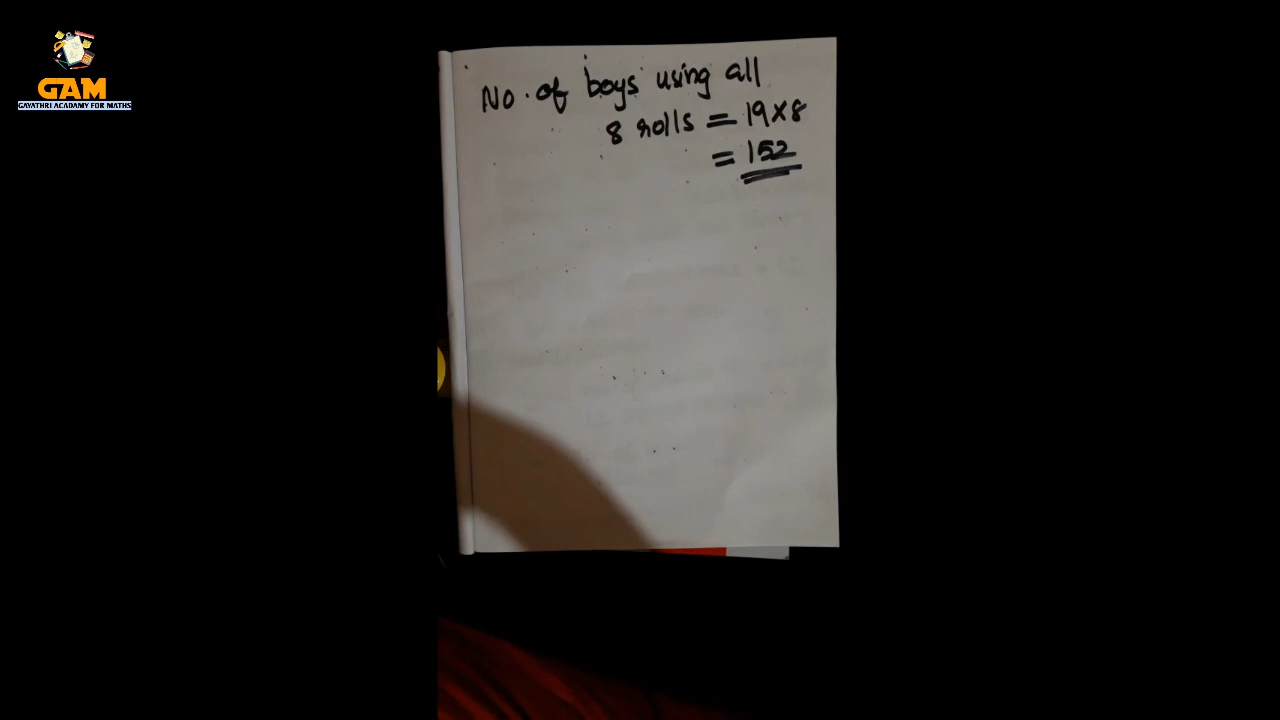 GAM
GAYATHRI ACADAMY FOR MATHS
No. of boys using all
8 rolls = 19×8
= 152